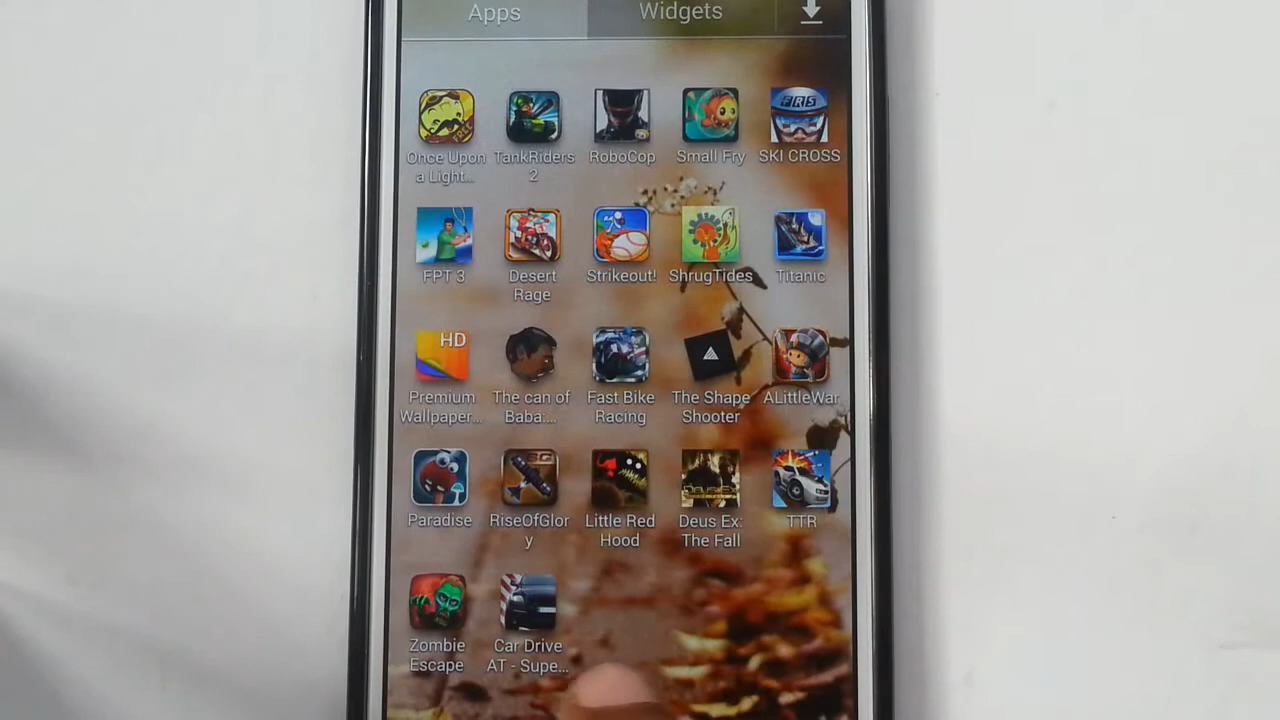 Apps Widgets
Once Upon TankRiders RoboCop Small Fry SKI CROSS
a Light... 2
FPT 3 Desert Strikeout! ShrugTides Titanic
Rage
HD
Premium The can of Fast Bike The Shape ALittleWar
Wallpaper... Baba:... Racing Shooter
Paradise RiseOfGlor Little Red Deus Ex: TTR
y Hood The Fall
Zombie Car Drive
Escape AT - Supe...